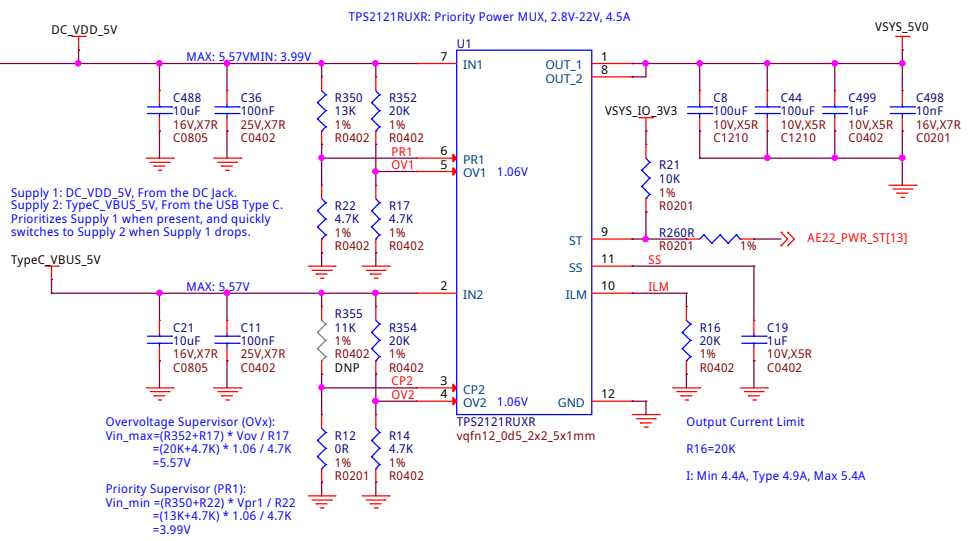 TPS2121RUXR: Priority Power MUX, 2.8V-22V, 4.5A
DC_VDD_5V
VSYS_5V0
U1
MAX: 5.57VMIN: 3.99V
7
IN1
OUT_1
1
OUT_2
8
C488
10uF
16V,X7R
C0805
C36
100nF
25V,X7R
C0402
R350
13K
1%
R0402
R352
20K
1%
R0402
C8
100uF
10V,X5R
C1210
C44
100uF
10V,X5R
C1210
C499
1uF
10V,X5R
C0402
C498
10nF
16V,X7R
C0201
VSYS_IO_3V3
PR1
6
PR1
OV1
5
OV1
1.06V
R21
10K
1%
R0201
Supply 1: DC_VDD_5V, From the DC Jack.
Supply 2: TypeC_VBUS_5V, From the USB Type C.
Prioritizes Supply 1 when present, and quickly
switches to Supply 2 when Supply 1 drops.
R22
4.7K
1%
R0402
R17
4.7K
1%
R0402
ST
9
R260R
R0201
1%
AE22_PWR_ST[13]
TypeC_VBUS_5V
SS
11
SS
MAX: 5.57V
2
IN2
ILM
10
ILM
C21
10uF
16V,X7R
C0805
C11
100nF
25V,X7R
C0402
R355
11K
1%
R0402
DNP
R354
20K
1%
R0402
R16
20K
1%
R0402
C19
1uF
10V,X5R
C0402
CP2
3
CP2
OV2
4
OV2
1.06V
GND
12
TPS2121RUXR
vqfn12_0d5_2x2_5x1mm
Overvoltage Supervisor (OVx):
Vin_max=(R352+R17) * Vov / R17
=(20K+4.7K) * 1.06 / 4.7K
=5.57V
R12
0R
1%
R0201
R14
4.7K
1%
R0402
Output Current Limit
R16=20K
I: Min 4.4A, Type 4.9A, Max 5.4A
Priority Supervisor (PR1):
Vin_min =(R350+R22) * Vpr1 / R22
=(13K+4.7K) * 1.06 / 4.7K
=3.99V